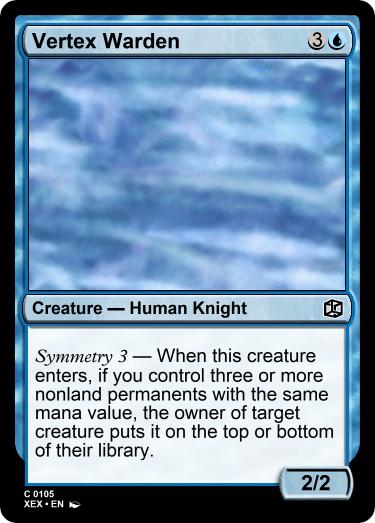 Vertex Warden 3
Creature — Human Knight
Symmetry 3 — When this creature
enters, if you control three or more
nonland permanents with the same
mana value, the owner of target
creature puts it on the top or bottom
of their library.
2/2
C 0105
XEX • EN